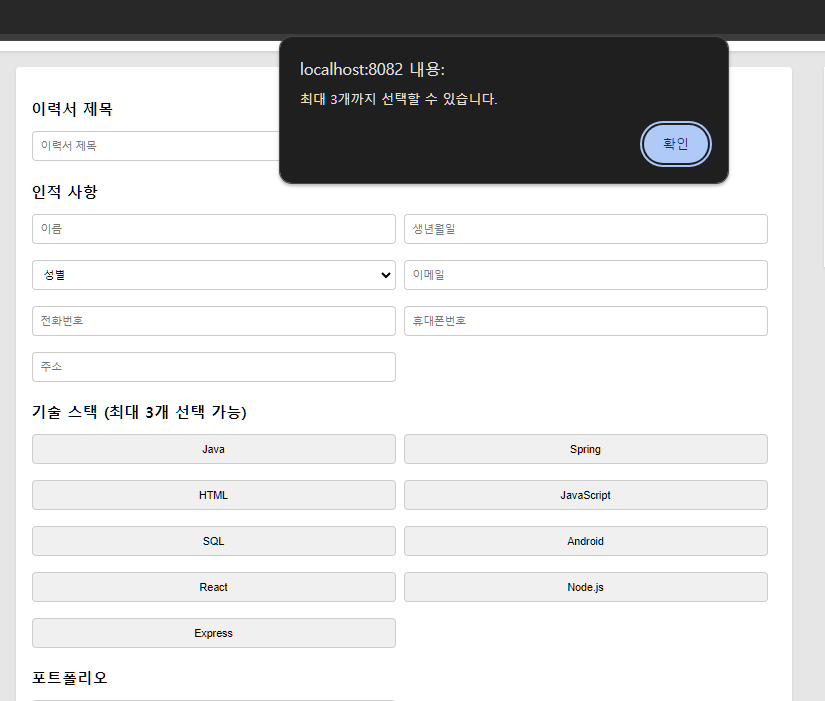 localhost:8082 내용:
최대 3개까지 선택할 수 있습니다.
확인
이력서 제목
이력서 제목
인적 사항
이름
생년월일
성별
이메일
전화번호
휴대폰번호
주소
기술 스택 (최대 3개 선택 가능)
Java
Spring
HTML
JavaScript
SQL
Android
React
Node.js
Express
포트폴리오